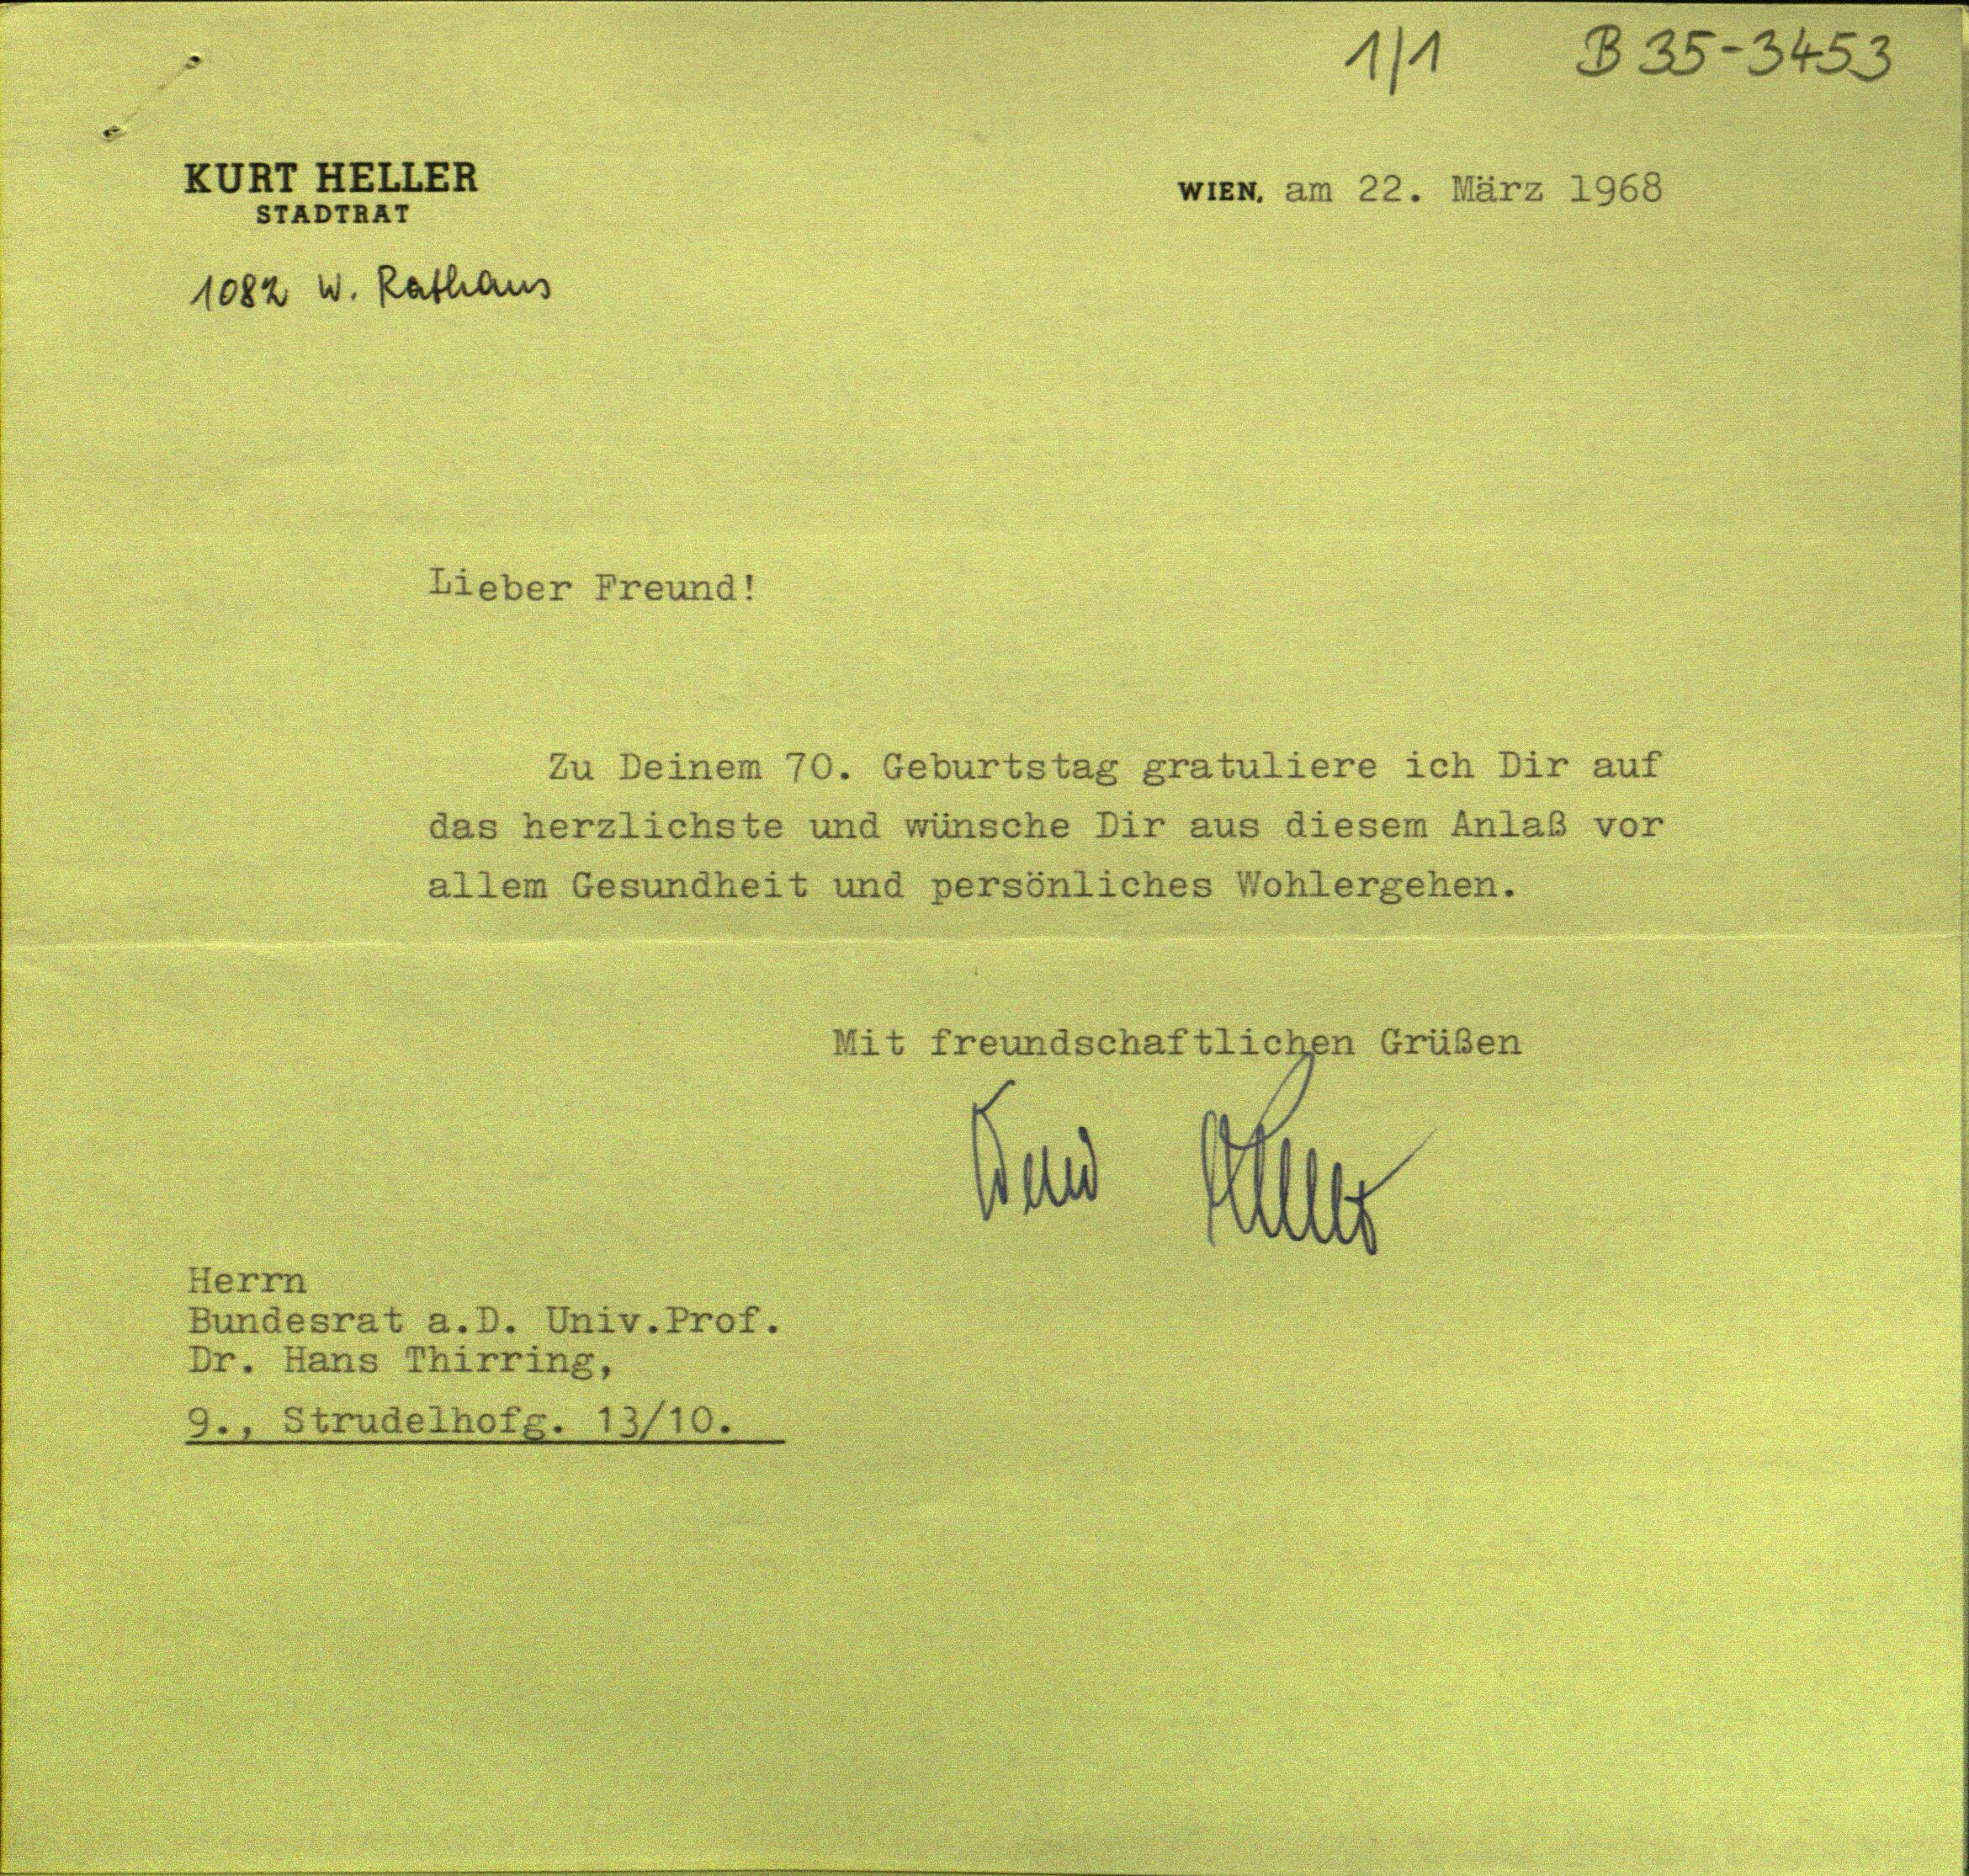 1/1 B 35-3453
KURT HELLER
STADTRAT
WIEN, am 22. März 1968
1082 W. Rathaus
Lieber Freund!
Zu Deinem 70. Geburtstag gratuliere ich Dir auf
das herzlichste und wünsche Dir aus diesem Anlaß vor
allem Gesundheit und persönliches Wohlergehen.
Mit freundschaftlichen Grüßen
Herrn
Bundesrat a.D. Univ.Prof.
Dr. Hans Thirring,
9., Strudelhofg. 13/10.